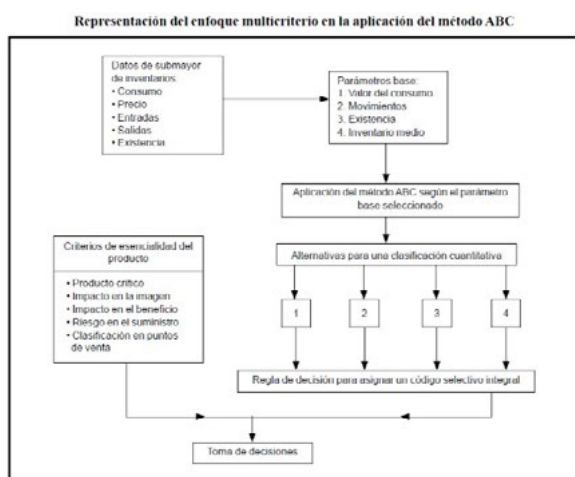 Representación del enfoque multicriterio en la aplicación del método ABC
Datos de submayor
de inventarios:
• Consumo
• Precio
• Entradas
• Salidas
• Existencia
Parámetros base:
1. Valor del consumo
2. Movimientos
3. Existencia
4. Inventario medio
Aplicación del método ABC según el parámetro
base seleccionado
Criterios de esencialidad del
producto
• Producto crítico
• Impacto en la imagen
• Impacto en el beneficio
• Riesgo en el suministro
• Clasificación en puntos
de venta
Alternativas para una clasificación cuantitativa
1
2
3
4
Regla de decisión para asignar un código selectivo integral
Toma de decisiones